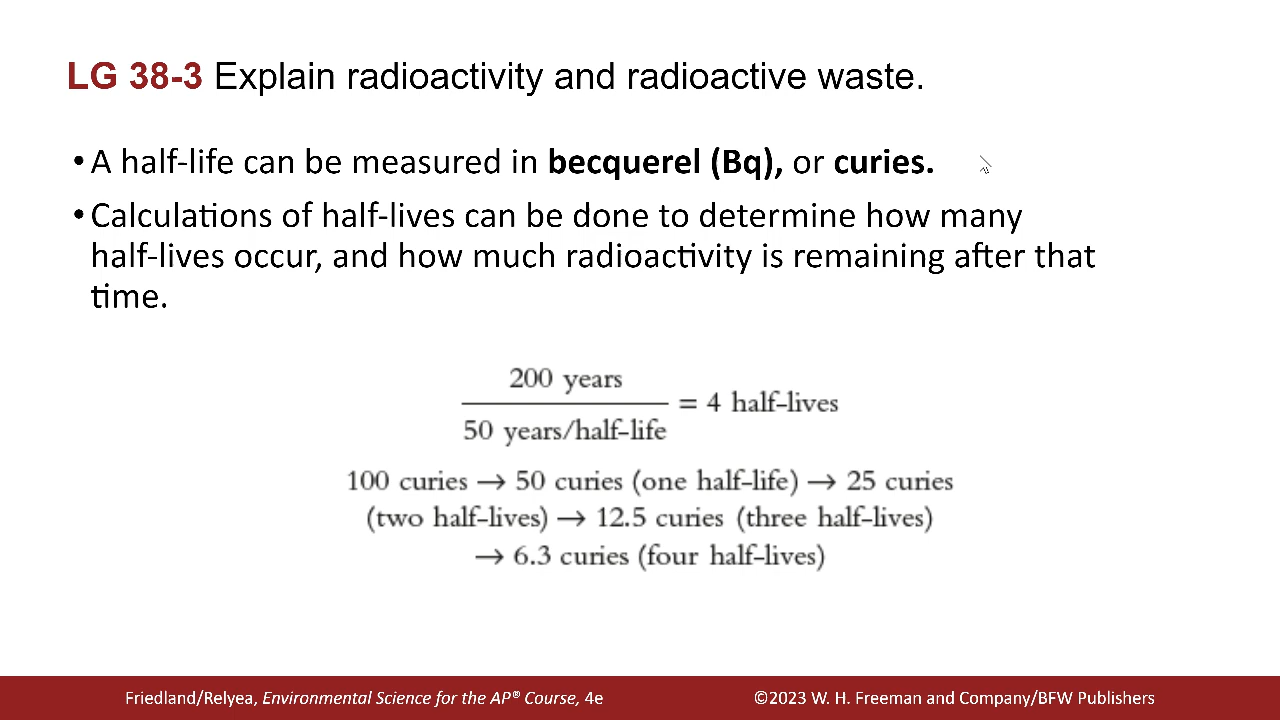 LG 38-3 Explain radioactivity and radioactive waste.
•A half-life can be measured in becquerel (Bq), or curies.
•Calculations of half-lives can be done to determine how many
half-lives occur, and how much radioactivity is remaining after that
time.
200 years
= 4 half-lives
50 years/half-life
100 curies → 50 curies (one half-life) → 25 curies
(two half-lives) → 12.5 curies (three half-lives)
→ 6.3 curies (four half-lives)
Friedland/Relyea, Environmental Science for the AP® Course, 4e
©2023 W. H. Freeman and Company/BFW Publishers